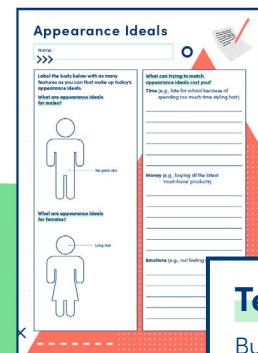 Appearance Ideals
Name:
>>>
Label the body below with as many
features as you can that make up today's
appearance ideals.
What are appearance ideals
for males?
Six pack abs
What are appearance ideals
for females?
Long hair
What can trying to match
appearance ideals cost you?
Time (e.g., late for school because of
spending too much time styling hair)
Money (e.g., buying all the latest
'must-have' products)
Emotions (e.g., not feeling
Te
Bu